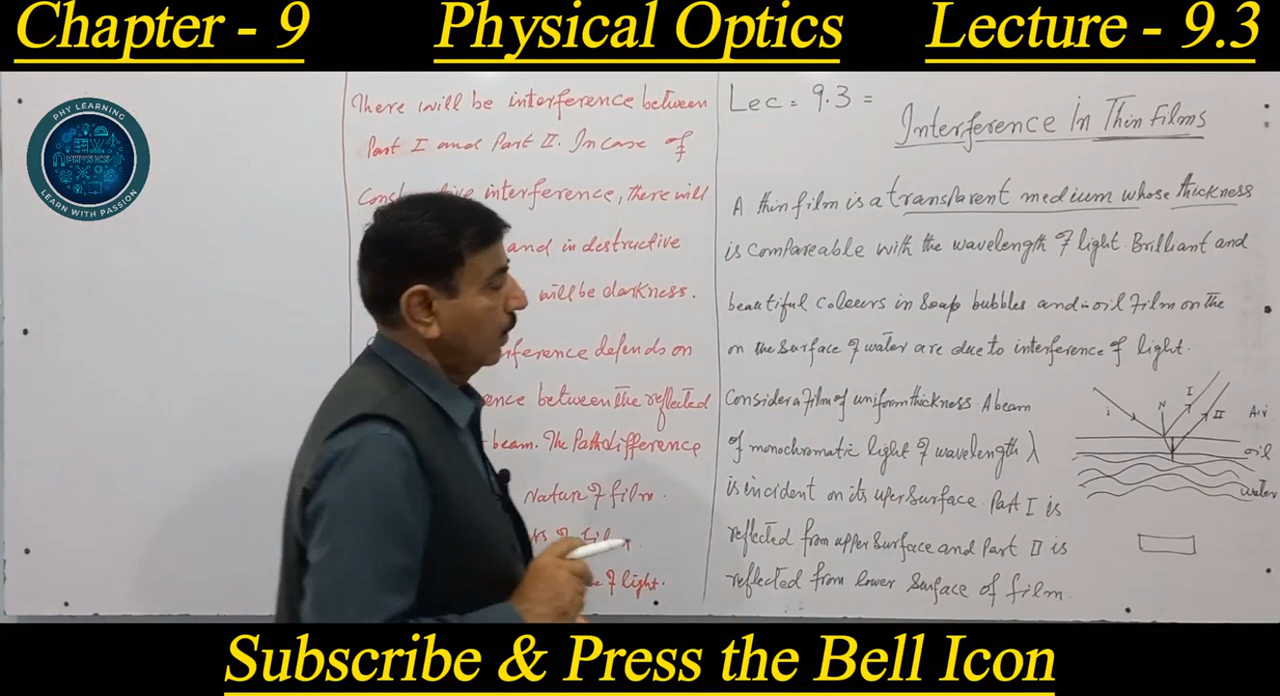 Chapter - 9
Physical Optics
Lecture - 9.3
PHY LEARNING
PHYSICS
LEARN WITH PASSION
There will be interference between
Part I and Part II. In case of
interference, there will
and in destructive
will be darkness.
depends on
between the reflected
beam. The Path difference
Nature of film.
of film.
of light.
Lec = 9.3 =
Interference In Thin Films
A thin film is a transparent medium whose thickness
is compareable with the wavelength of light. Brilliant and
beautiful colours in soap bubbles and oil film on the
on the surface of water are due to interference of light.
Consider a film of uniform thickness A beam
of monochromatic light of wavelength λ
is incident on its uper surface. Part I is
reflected from upper surface and Part II is
reflected from lower surface of film
i
N
I
II
Air
oil
water
Subscribe & Press the Bell Icon